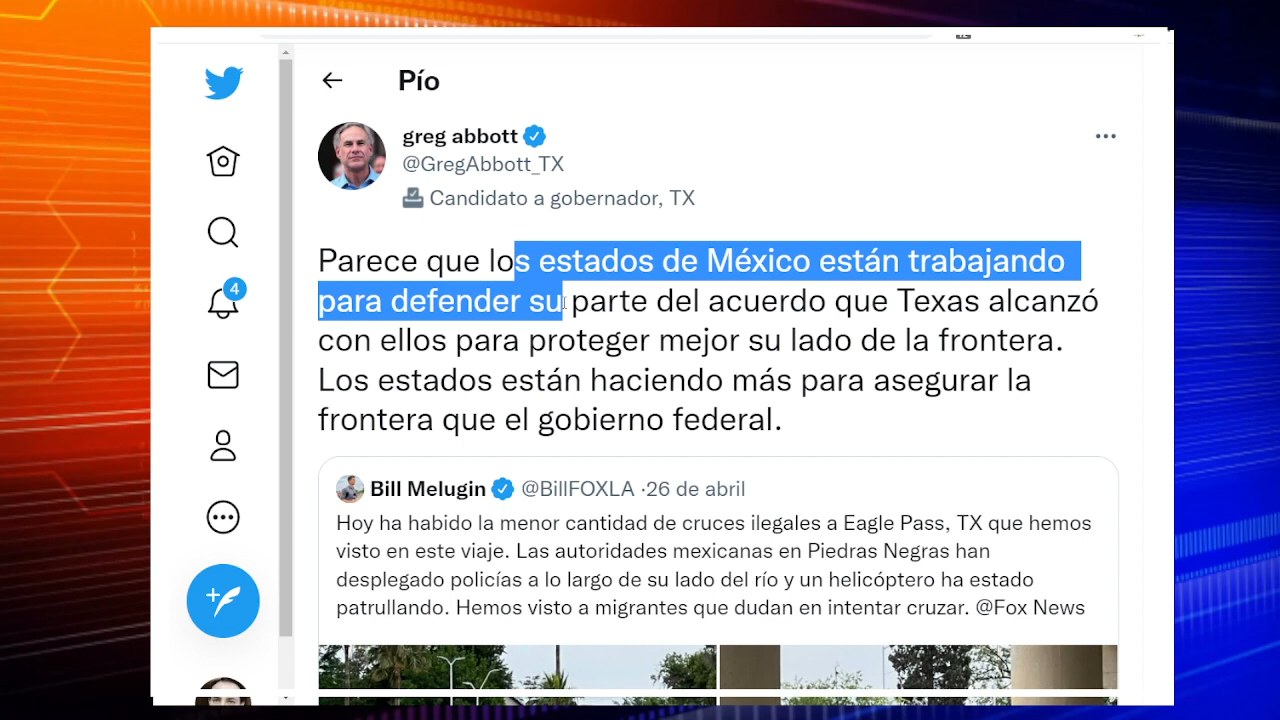 Pío
greg abbott
@GregAbbott_TX
Candidato a gobernador, TX
Parece que los estados de México están trabajando
para defender su parte del acuerdo que Texas alcanzó
con ellos para proteger mejor su lado de la frontera.
Los estados están haciendo más para asegurar la
frontera que el gobierno federal.
4
Bill Melugin @BillFOXLA ·26 de abril
Hoy ha habido la menor cantidad de cruces ilegales a Eagle Pass, TX que hemos
visto en este viaje. Las autoridades mexicanas en Piedras Negras han
desplegado policías a lo largo de su lado del río y un helicóptero ha estado
patrullando. Hemos visto a migrantes que dudan en intentar cruzar. @Fox News